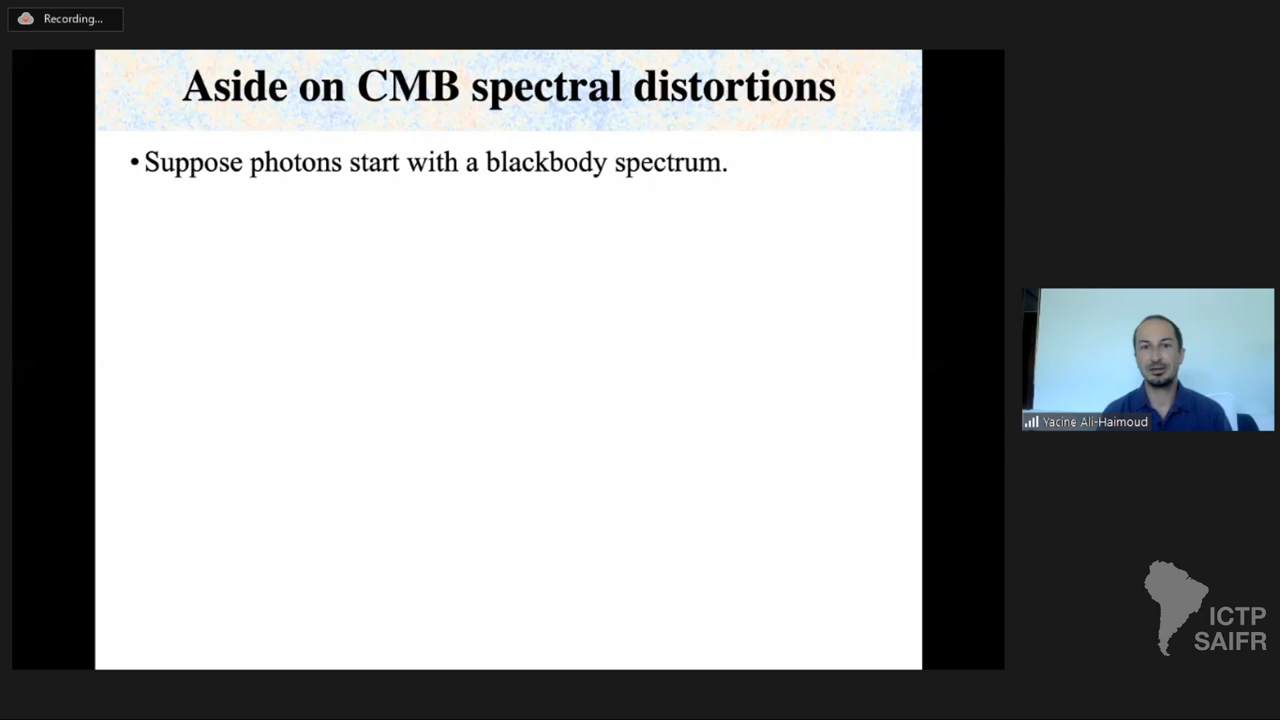 Recording...
Aside on CMB spectral distortions
• Suppose photons start with a blackbody spectrum.
Yacine Ali-Haimoud
ICTP
SAIFR